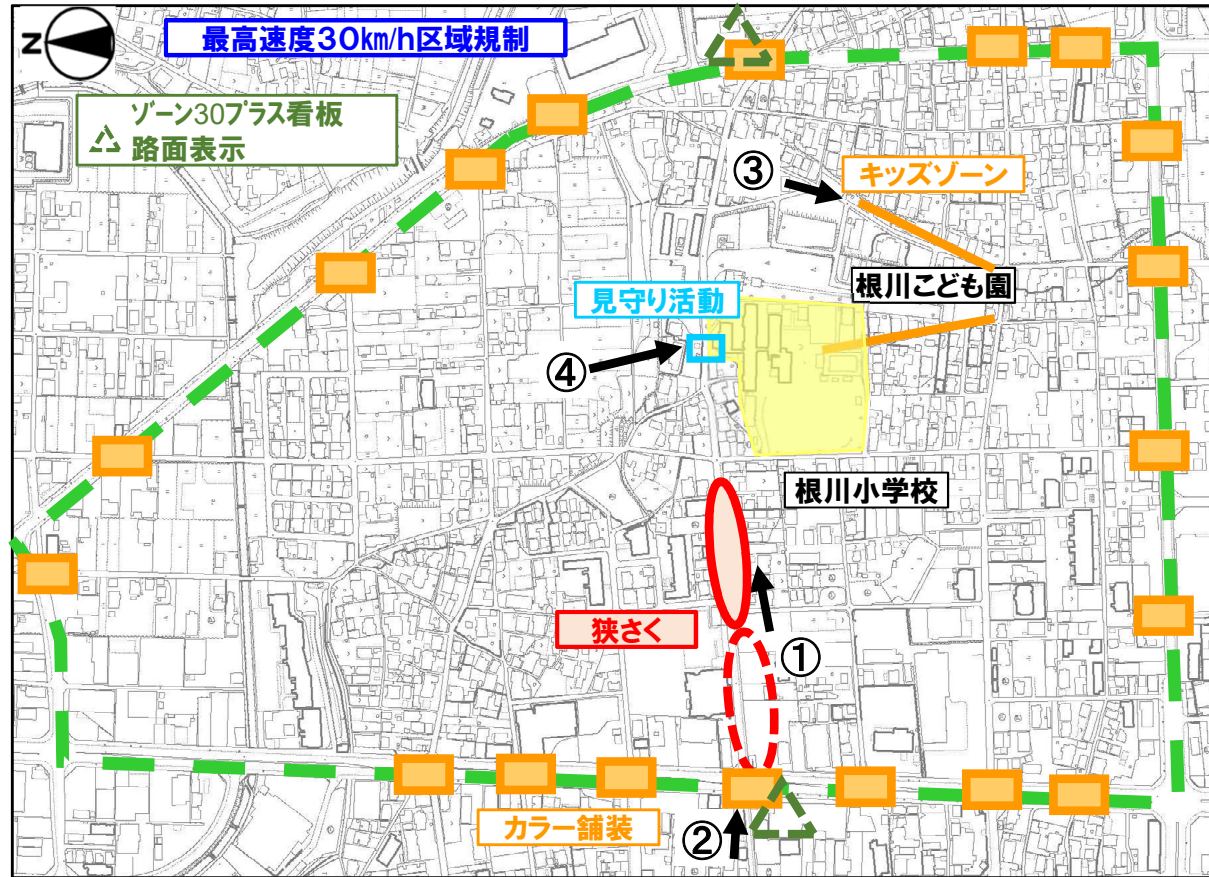 N
最高速度30km/h区域規制
ゾーン30プラス看板
路面表示
③
キッズゾーン
根川こども園
見守り活動
④
根川小学校
狭さく
①
カラー舗装
②